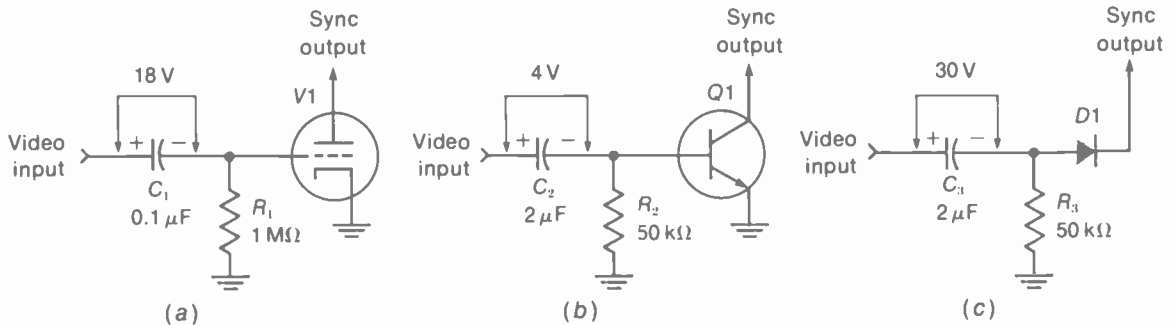 Sync
output
18 V
V1
Video
input
+ −
C₁
0.1 μF
R₁
1 MΩ
(a)
Sync
output
4 V
Q1
Video
input
+ −
C₂
2 μF
R₂
50 kΩ
(b)
Sync
output
30 V
D1
Video
input
+ −
C₃
2 μF
R₃
50 kΩ
(c)